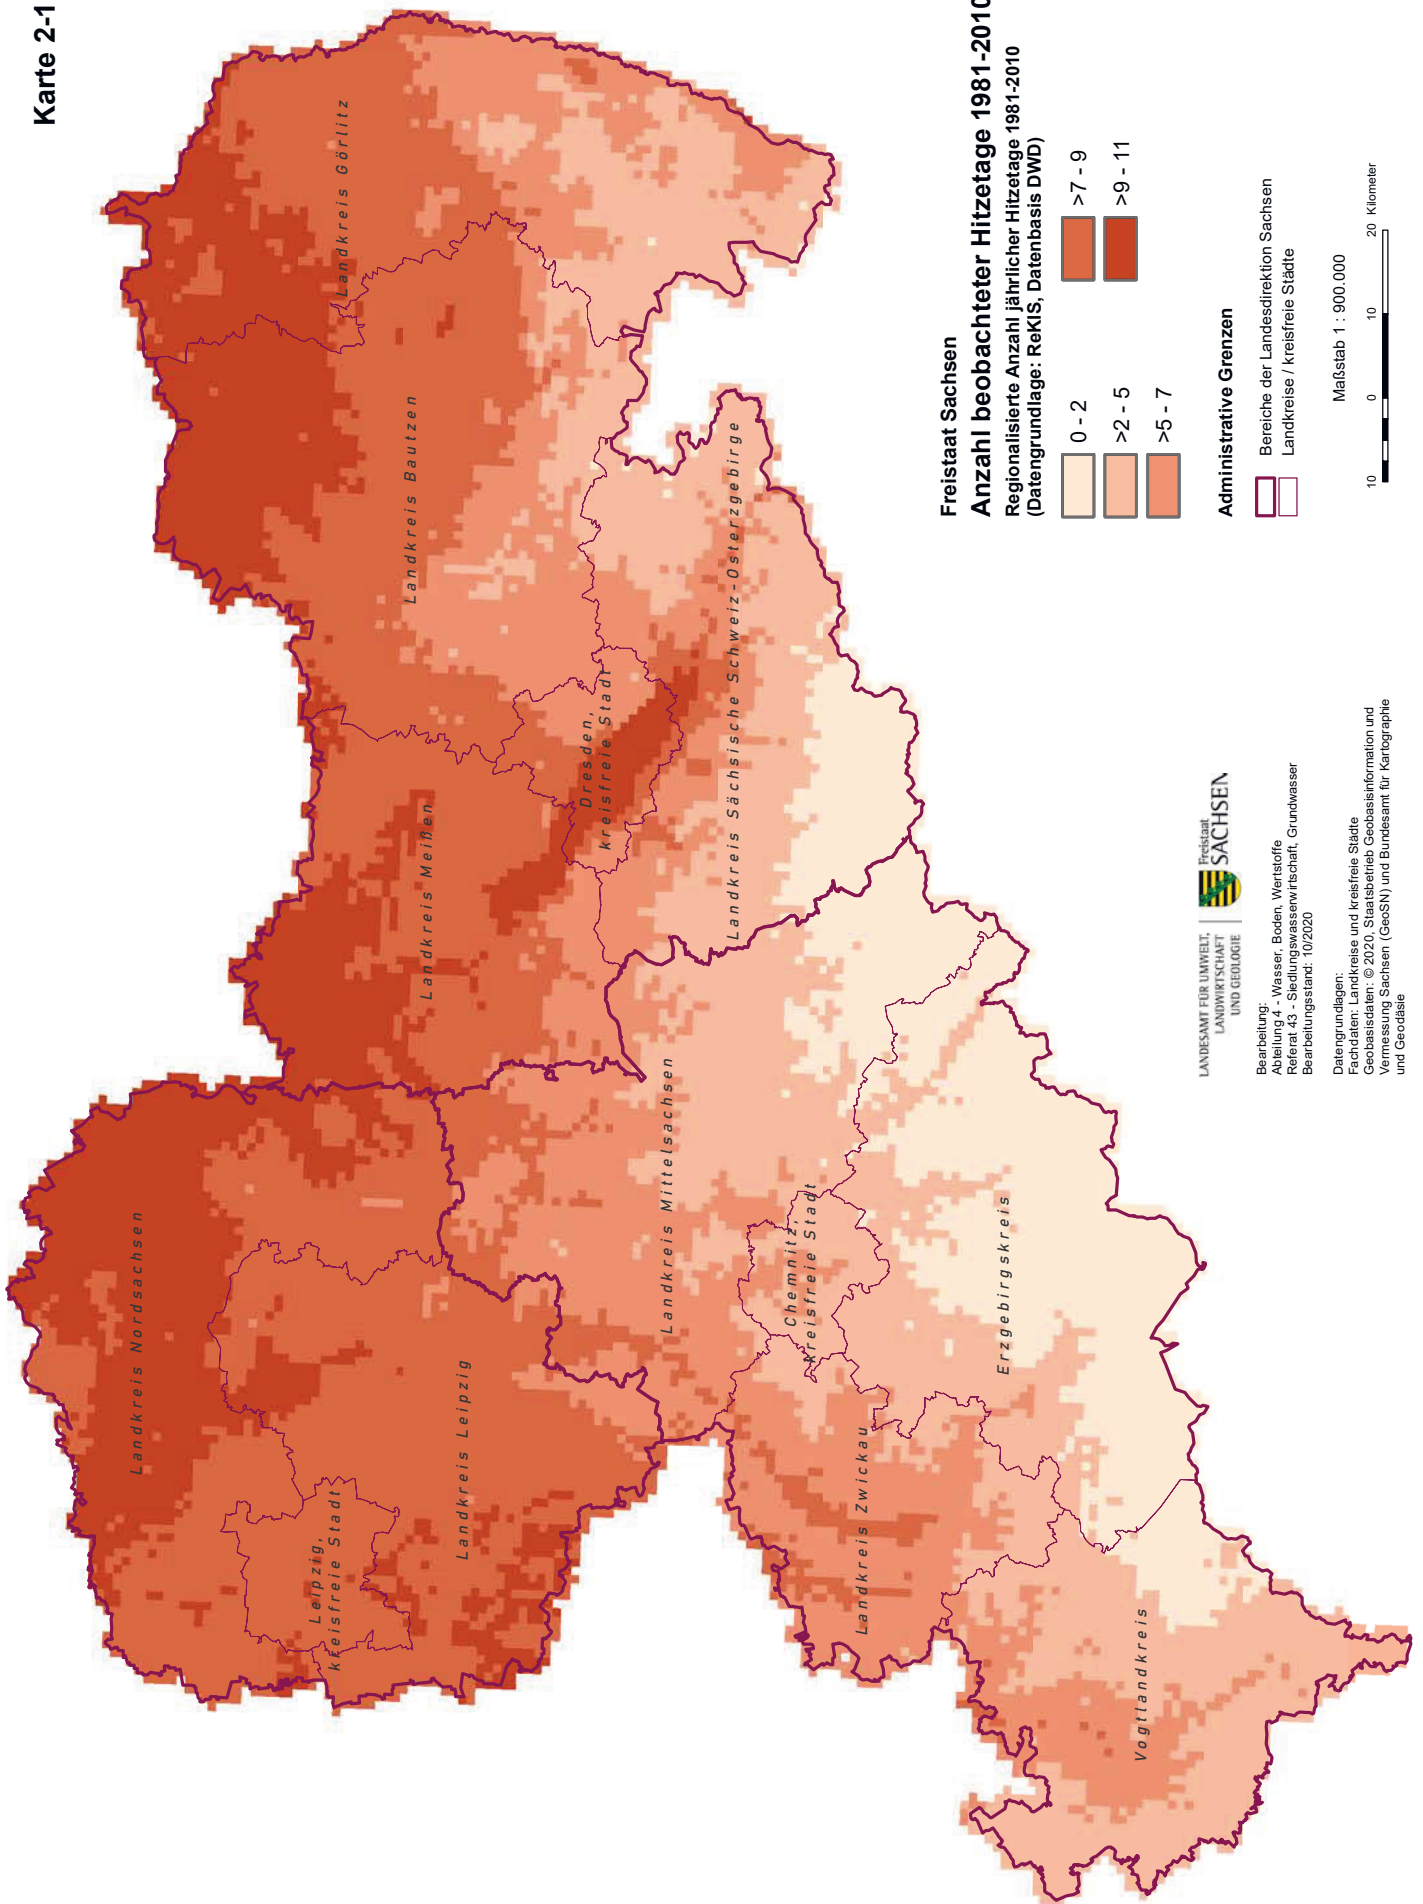 Karte 2-1
Landkreis Nordsachsen
Landkreis Görlitz
Leipzig,
kreisfreie Stadt
Landkreis Leipzig
Landkreis Meißen
Landkreis Bautzen
Dresden,
kreisfreie Stadt
Landkreis Mittelsachsen
Landkreis Sächsische Schweiz-Osterzgebirge
Chemnitz,
kreisfreie Stadt
Landkreis Zwickau
Erzgebirgskreis
Vogtlandkreis
Freistaat Sachsen
Anzahl beobachteter Hitzetage 1981-2010
Regionalisierte Anzahl jährlicher Hitzetage 1981-2010
(Datengrundlage: ReKIS, Datenbasis DWD)
0 - 2
>2 - 5
>5 - 7
>7 - 9
>9 - 11
Administrative Grenzen
Bereiche der Landesdirektion Sachsen
Landkreise / kreisfreie Städte
Maßstab 1 : 900.000
10 0 10 20 Kilometer
LANDESAMT FÜR UMWELT,
LANDWIRTSCHAFT
UND GEOLOGIE
Freistaat
SACHSEN
Bearbeitung:
Abteilung 4 - Wasser, Boden, Wertstoffe
Referat 43 - Siedlungswasserwirtschaft, Grundwasser
Bearbeitungsstand: 10/2020
Datengrundlagen:
Fachdaten: Landkreise und kreisfreie Städte
Geobasisdaten: © 2020, Staatsbetrieb Geobasisinformation und
Vermessung Sachsen (GeoSN) und Bundesamt für Kartographie
und Geodäsie